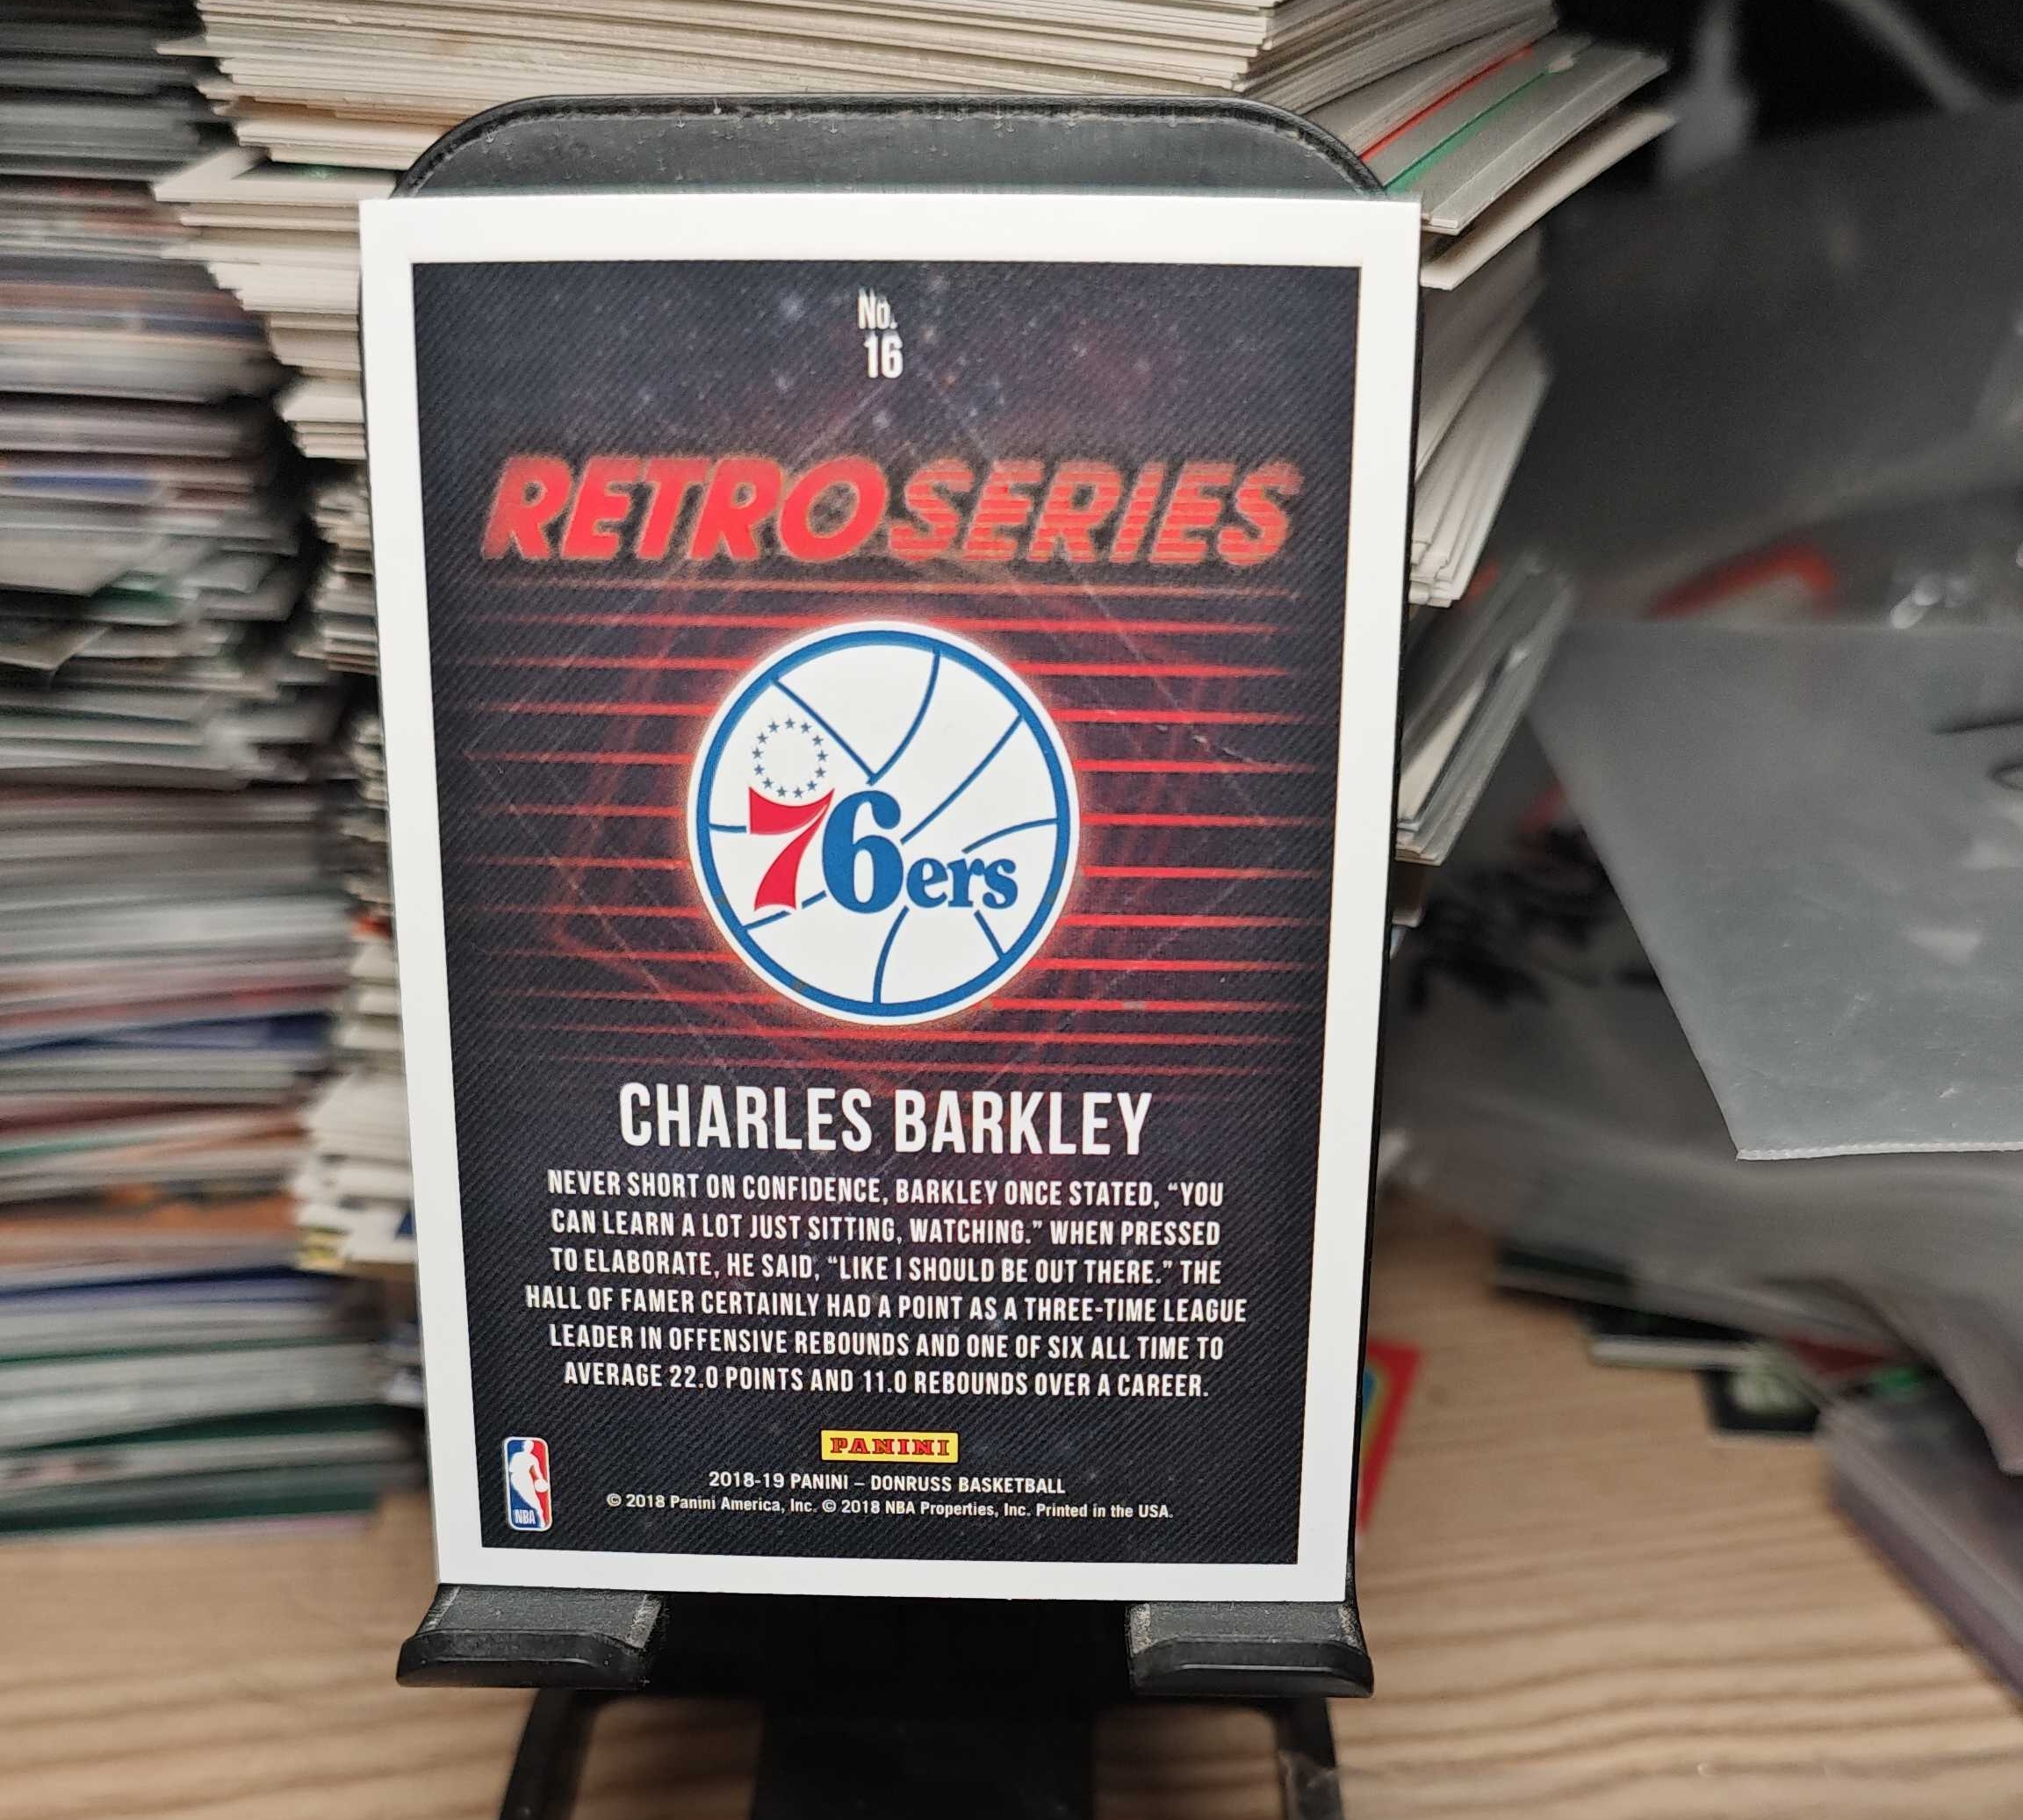 No.
16
RETRO SERIES
76ers
CHARLES BARKLEY
NEVER SHORT ON CONFIDENCE, BARKLEY ONCE STATED, “YOU
CAN LEARN A LOT JUST SITTING, WATCHING.” WHEN PRESSED
TO ELABORATE, HE SAID, “LIKE I SHOULD BE OUT THERE.” THE
HALL OF FAMER CERTAINLY HAD A POINT AS A THREE-TIME LEAGUE
LEADER IN OFFENSIVE REBOUNDS AND ONE OF SIX ALL TIME TO
AVERAGE 22.0 POINTS AND 11.0 REBOUNDS OVER A CAREER.
PANINI
2018-19 PANINI – DONRUSS BASKETBALL
© 2018 Panini America, Inc. © 2018 NBA Properties, Inc. Printed in the USA.
NBA